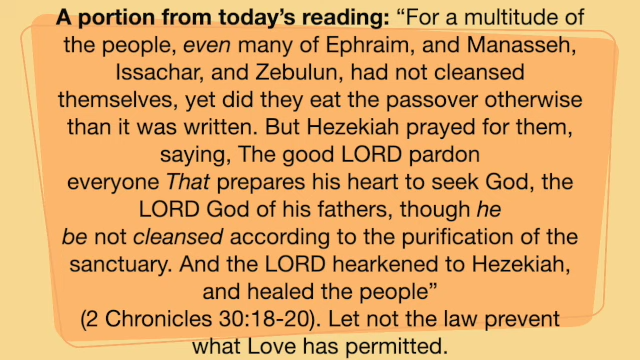 A portion from today’s reading: “For a multitude of
the people, even many of Ephraim, and Manasseh,
Issachar, and Zebulun, had not cleansed
themselves, yet did they eat the passover otherwise
than it was written. But Hezekiah prayed for them,
saying, The good LORD pardon
everyone That prepares his heart to seek God, the
LORD God of his fathers, though he
be not cleansed according to the purification of the
sanctuary. And the LORD hearkened to Hezekiah,
and healed the people”
(2 Chronicles 30:18-20). Let not the law prevent
what Love has permitted.